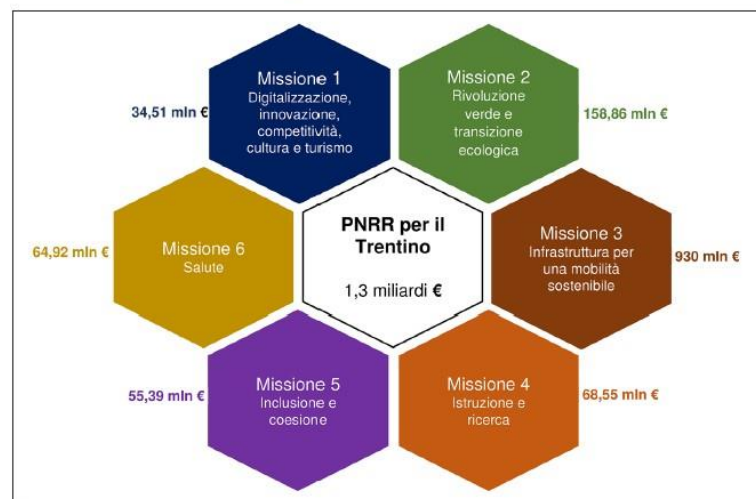 Missione 1
Digitalizzazione,
innovazione,
competitività,
cultura e turismo
34,51 mln €
Missione 2
Rivoluzione
verde e
transizione
ecologica
158,86 mln €
Missione 6
Salute
64,92 mln €
PNRR per il
Trentino
1,3 miliardi €
Missione 3
Infrastruttura per
una mobilità
sostenibile
930 mln €
Missione 5
Inclusione e
coesione
55,39 mln €
Missione 4
Istruzione e
ricerca
68,55 mln €